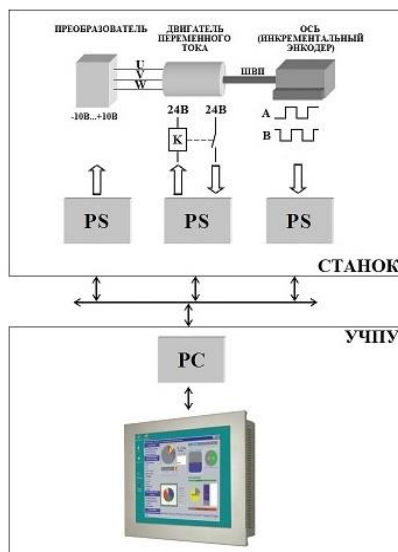 ПРЕОБРАЗОВАТЕЛЬ
ДВИГАТЕЛЬ
ПЕРЕМЕННОГО
ТОКА
ОСЬ
(ИНКРЕМЕНТАЛЬНЫЙ
ЭНКОДЕР)
U
V
W
ШВП
-10В...+10В
24В
24В
A
B
K
PS
PS
PS
СТАНОК
УЧПУ
PC